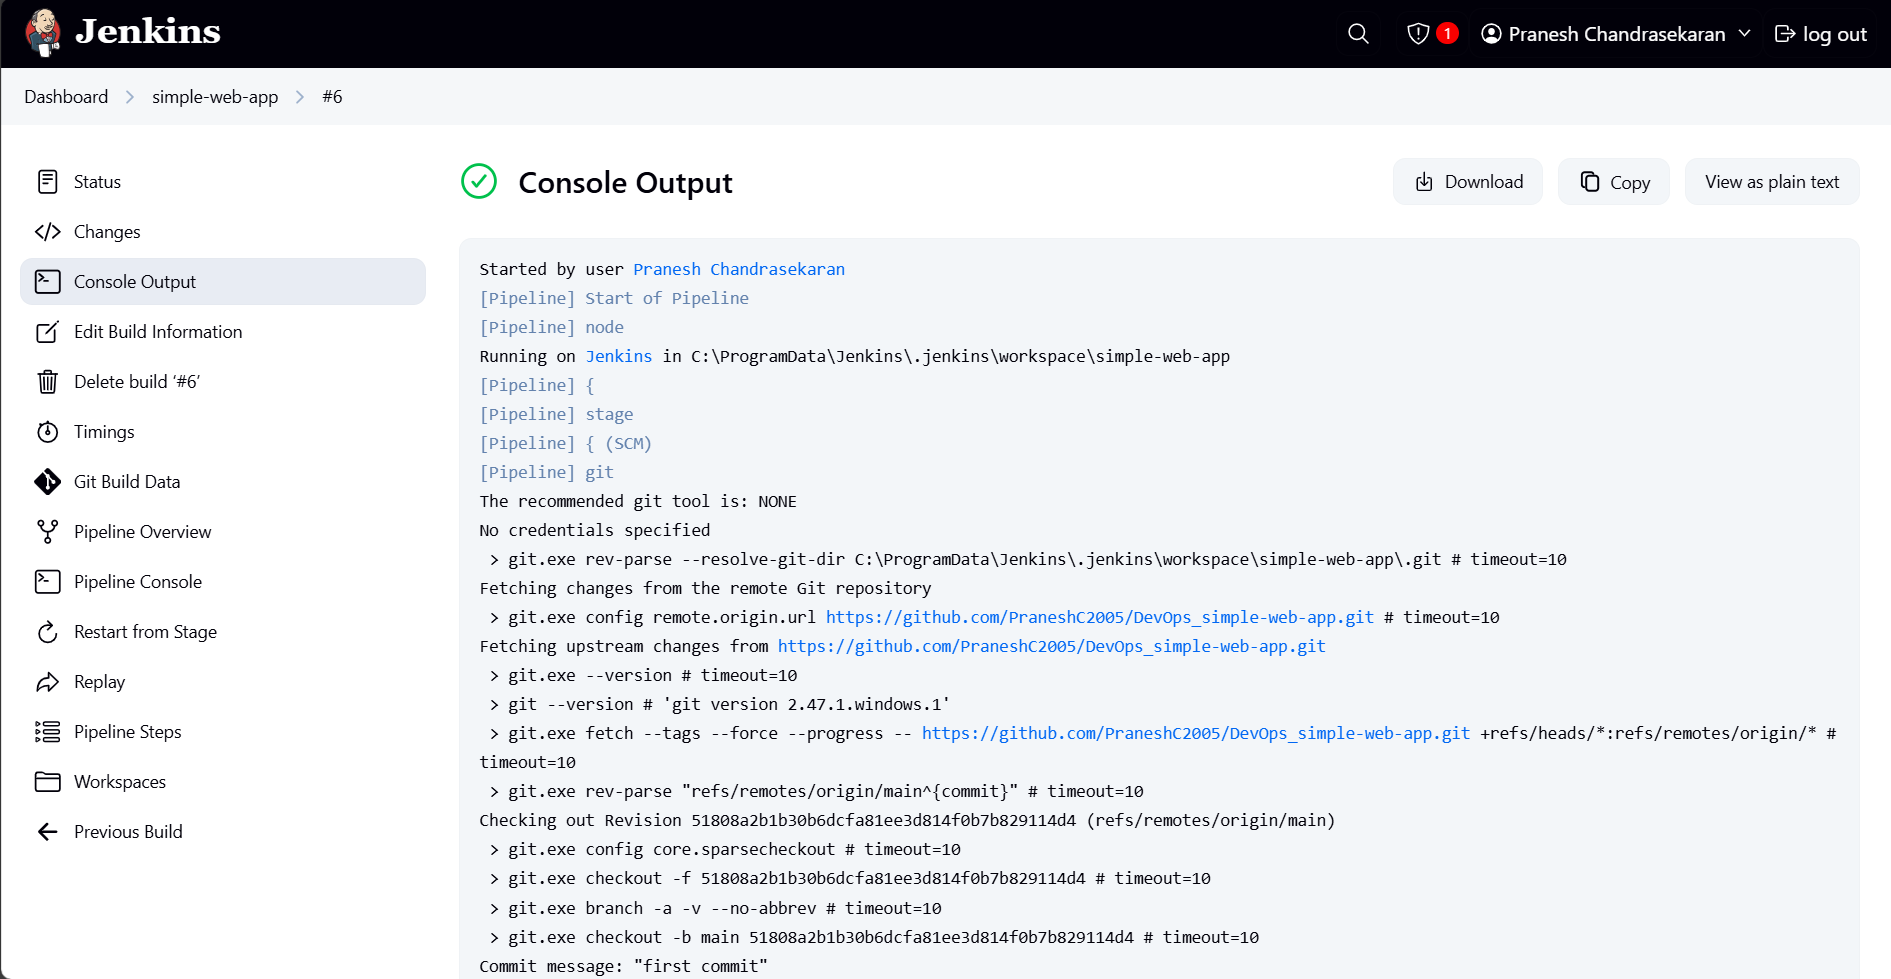 Jenkins
1
Pranesh Chandrasekaran
log out
Dashboard
simple-web-app
#6
Status
Changes
Console Output
Edit Build Information
Delete build ‘#6’
Timings
Git Build Data
Pipeline Overview
Pipeline Console
Restart from Stage
Replay
Pipeline Steps
Workspaces
Previous Build
Console Output
Download
Copy
View as plain text
Started by user Pranesh Chandrasekaran
[Pipeline] Start of Pipeline
[Pipeline] node
Running on Jenkins in C:\ProgramData\Jenkins\.jenkins\workspace\simple-web-app
[Pipeline] {
[Pipeline] stage
[Pipeline] { (SCM)
[Pipeline] git
The recommended git tool is: NONE
No credentials specified
> git.exe rev-parse --resolve-git-dir C:\ProgramData\Jenkins\.jenkins\workspace\simple-web-app\.git # timeout=10
Fetching changes from the remote Git repository
> git.exe config remote.origin.url https://github.com/PraneshC2005/DevOps_simple-web-app.git # timeout=10
Fetching upstream changes from https://github.com/PraneshC2005/DevOps_simple-web-app.git
> git.exe --version # timeout=10
> git --version # 'git version 2.47.1.windows.1'
> git.exe fetch --tags --force --progress -- https://github.com/PraneshC2005/DevOps_simple-web-app.git +refs/heads/*:refs/remotes/origin/* #
timeout=10
> git.exe rev-parse "refs/remotes/origin/main^{commit}" # timeout=10
Checking out Revision 51808a2b1b30b6dcfa81ee3d814f0b7b829114d4 (refs/remotes/origin/main)
> git.exe config core.sparsecheckout # timeout=10
> git.exe checkout -f 51808a2b1b30b6dcfa81ee3d814f0b7b829114d4 # timeout=10
> git.exe branch -a -v --no-abbrev # timeout=10
> git.exe checkout -b main 51808a2b1b30b6dcfa81ee3d814f0b7b829114d4 # timeout=10
Commit message: "first commit"